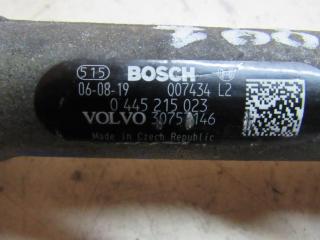 515 BOSCH
06-08-19 007434 L2
0 445 215 023
VOLVO 30757146
Made in Czech Republic